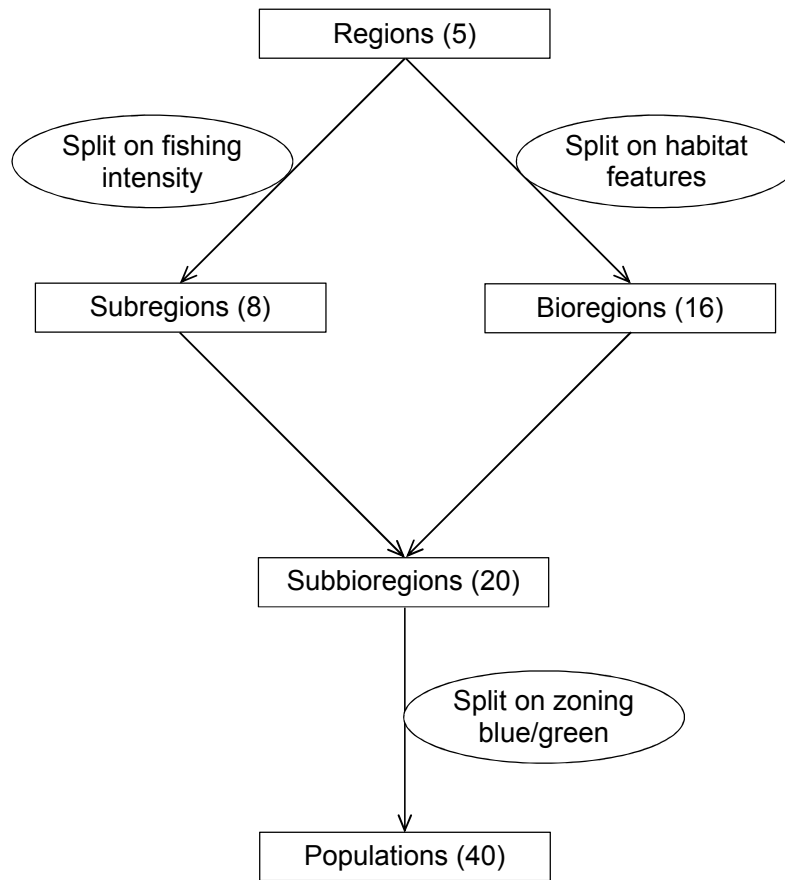 Regions (5)
Split on fishing
intensity
Split on habitat
features
Subregions (8)
Bioregions (16)
Subbioregions (20)
Split on zoning
blue/green
Populations (40)